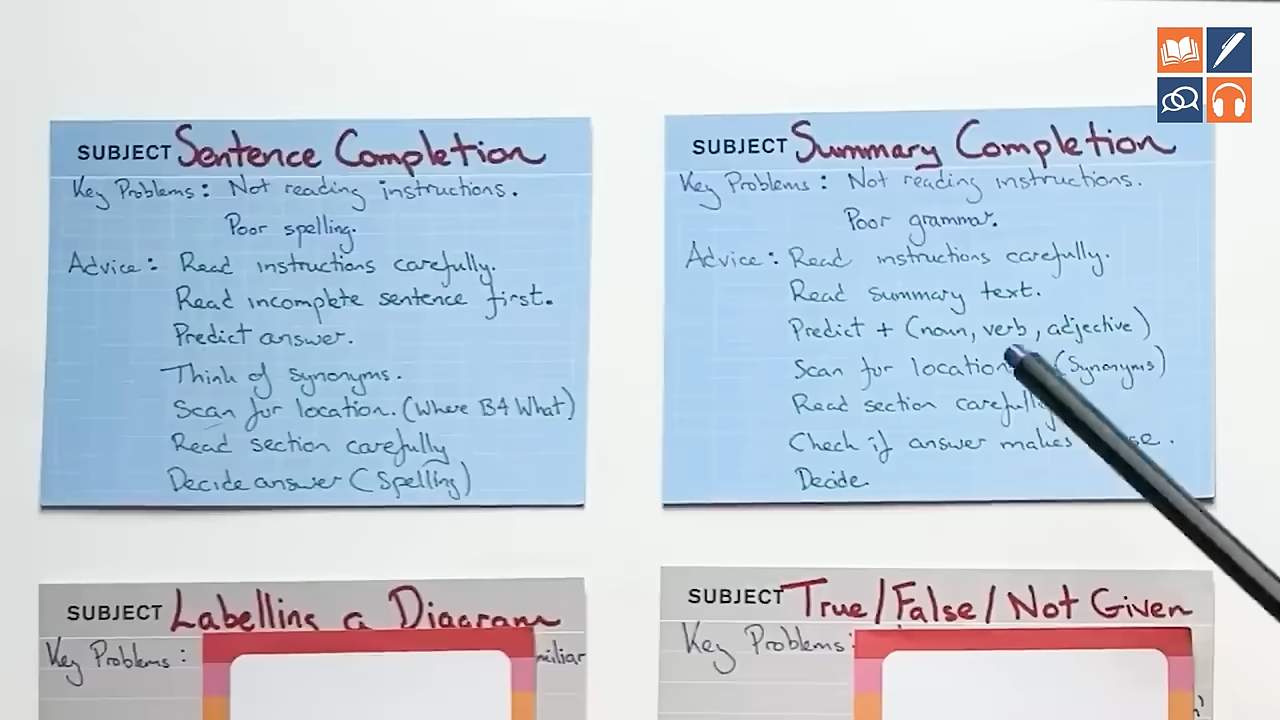 SUBJECT Sentence Completion
Key Problems: Not reading instructions.
Poor spelling.
Advice: Read instructions carefully.
Read incomplete sentence first.
Predict answer.
Think of synonyms.
Scan for location. (Where B4 What)
Read section carefully
Decide answer (Spelling)
SUBJECT Summary Completion
Key Problems: Not reading instructions.
Poor grammar.
Advice: Read instructions carefully.
Read summary text.
Predict + (noun, verb, adjective)
Scan for location (Synonyms)
Read section carefully
Check if answer makes
Decide.
SUBJECT Labelling a Diagram
Key Problems:
SUBJECT True/False/Not Given
Key Problems: